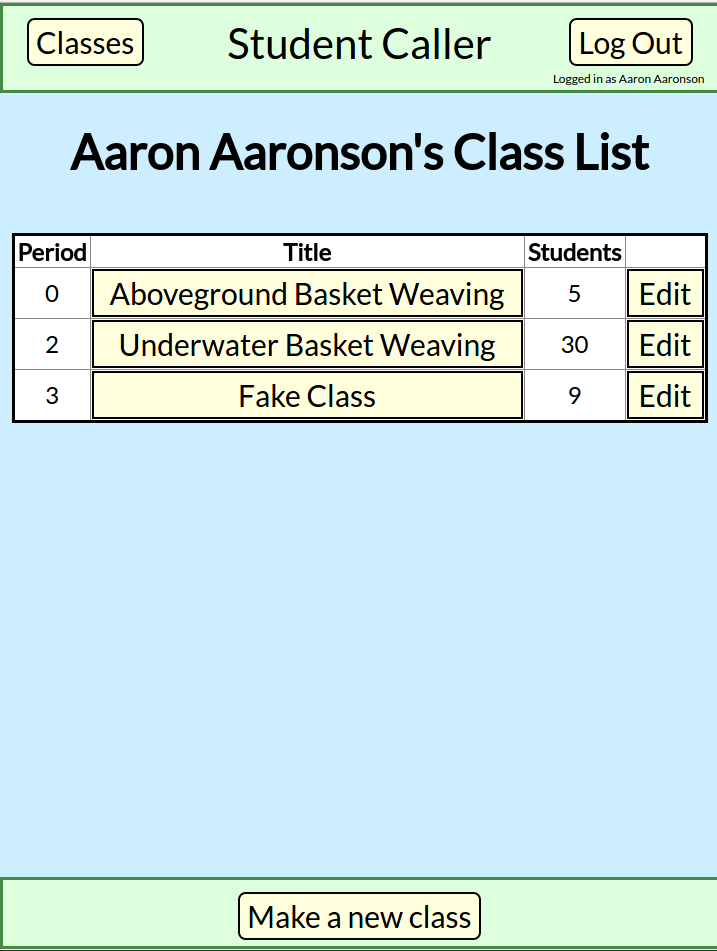 Classes Student Caller Log Out
Logged in as Aaron Aaronson
Aaron Aaronson's Class List
Period Title Students
0 Aboveground Basket Weaving 5 Edit
2 Underwater Basket Weaving 30 Edit
3 Fake Class 9 Edit
Make a new class